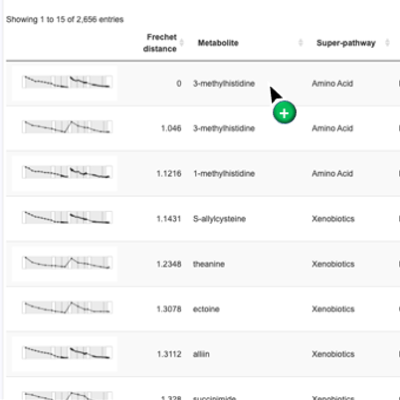 Showing 1 to 15 of 2,656 entries
Frechet distance Metabolite Super-pathway
0 3-methylhistidine Amino Acid
1.046 3-methylhistidine Amino Acid
1.1216 1-methylhistidine Amino Acid
1.1431 S-allylcysteine Xenobiotics
1.2348 theanine Xenobiotics
1.3078 ectoine Xenobiotics
1.3112 alliin Xenobiotics
1.328 succinimide Xenobiotics